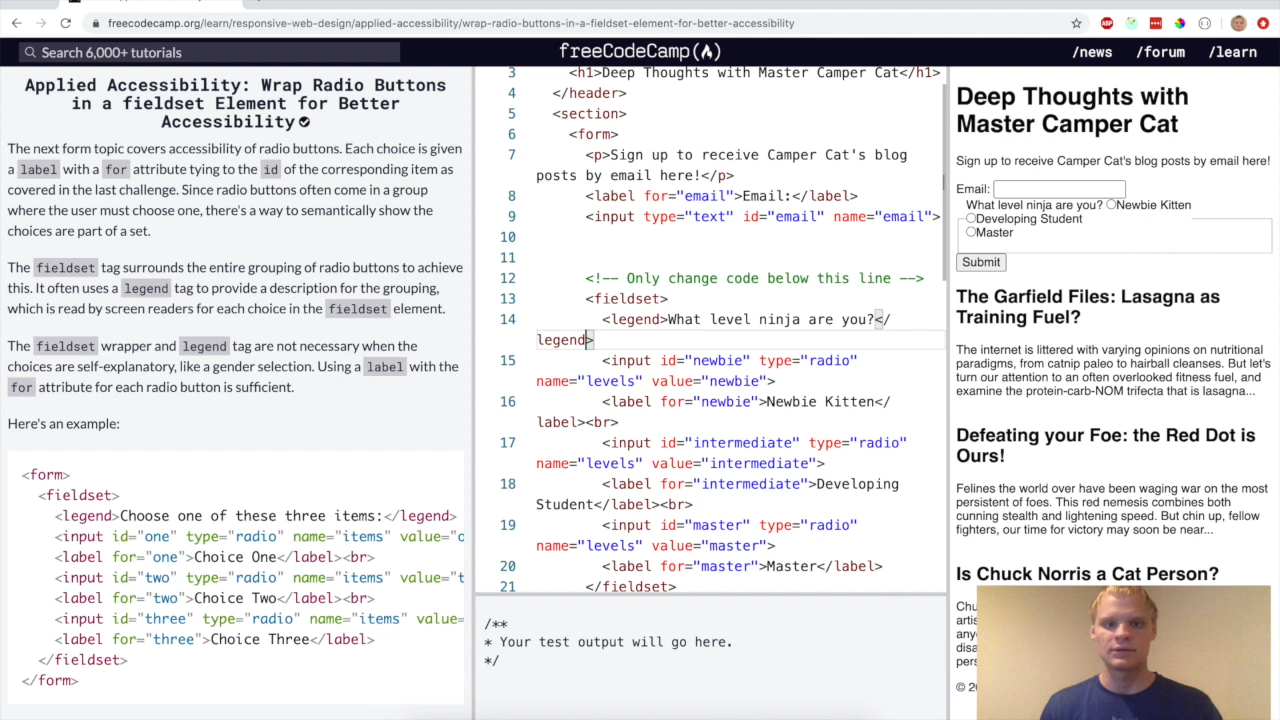 freecodecamp.org/learn/responsive-web-design/applied-accessibility/wrap-radio-buttons-in-a-fieldset-element-for-better-accessibility
ABP
Search 6,000+ tutorials
freeCodeCamp
/news
/forum
/learn
Applied Accessibility: Wrap Radio Buttons
in a fieldset Element for Better
Accessibility
The next form topic covers accessibility of radio buttons. Each choice is given
a label with a for attribute tying to the id of the corresponding item as
covered in the last challenge. Since radio buttons often come in a group
where the user must choose one, there's a way to semantically show the
choices are part of a set.
The fieldset tag surrounds the entire grouping of radio buttons to achieve
this. It often uses a legend tag to provide a description for the grouping,
which is read by screen readers for each choice in the fieldset element.
The fieldset wrapper and legend tag are not necessary when the
choices are self-explanatory, like a gender selection. Using a label with the
for attribute for each radio button is sufficient.
Here's an example:
<form>
<fieldset>
<legend>Choose one of these three items:</legend>
<input id="one" type="radio" name="items" value="o
<label for="one">Choice One</label><br>
<input id="two" type="radio" name="items" value="t
<label for="two">Choice Two</label><br>
<input id="three" type="radio" name="items" value=
<label for="three">Choice Three</label>
</fieldset>
</form>
3 <h1>Deep Thoughts with Master Camper Cat</h1>
4 </header>
5 <section>
6 <form>
7 <p>Sign up to receive Camper Cat's blog
posts by email here!</p>
8 <label for="email">Email:</label>
9 <input type="text" id="email" name="email">
10
11
12 <!-- Only change code below this line -->
13 <fieldset>
14 <legend>What level ninja are you?</
legend>
15 <input id="newbie" type="radio"
name="levels" value="newbie">
16 <label for="newbie">Newbie Kitten</
label><br>
17 <input id="intermediate" type="radio"
name="levels" value="intermediate">
18 <label for="intermediate">Developing
Student</label><br>
19 <input id="master" type="radio"
name="levels" value="master">
20 <label for="master">Master</label>
21 </fieldset>
/**
* Your test output will go here.
*/
Deep Thoughts with
Master Camper Cat
Sign up to receive Camper Cat's blog posts by email here!
Email:
What level ninja are you? Newbie Kitten
Developing Student
Master
Submit
The Garfield Files: Lasagna as
Training Fuel?
The internet is littered with varying opinions on nutritional
paradigms, from catnip paleo to hairball cleanses. But let's
turn our attention to an often overlooked fitness fuel, and
examine the protein-carb-NOM trifecta that is lasagna...
Defeating your Foe: the Red Dot is
Ours!
Felines the world over have been waging war on the most
persistent of foes. This red nemesis combines both
cunning stealth and lightening speed. But chin up, fellow
fighters, our time for victory may soon be near...
Is Chuck Norris a Cat Person?
Chu
artis
any
disa
pers
© 20